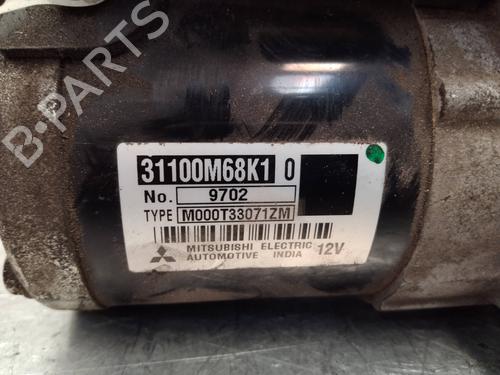 B-PARTS
31100M68K1 0
No. 9702
TYPE M000T33071ZM
MITSUBISHI ELECTRIC
AUTOMOTIVE INDIA
12V